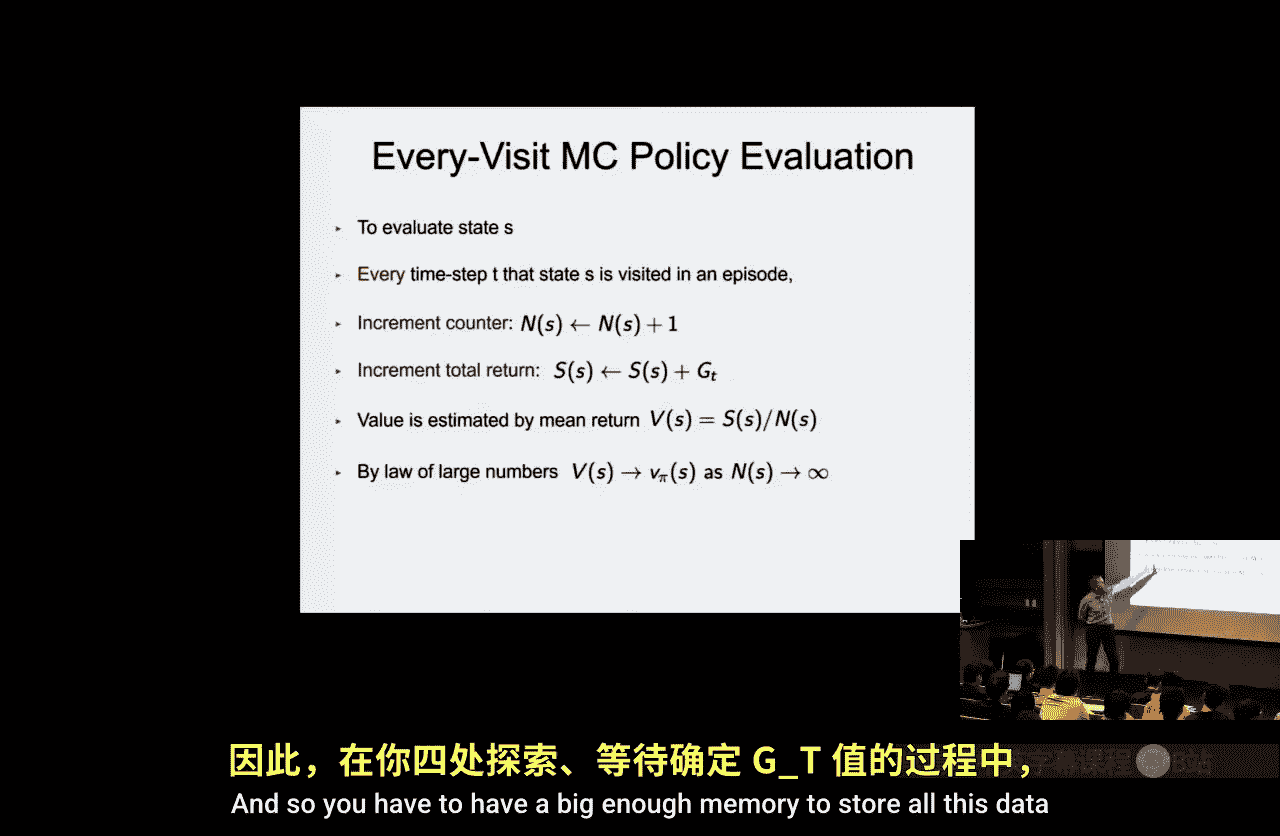 Every-Visit MC Policy Evaluation
To evaluate state s
Every time-step t that state s is visited in an episode,
Increment counter: N(s) ← N(s) + 1
Increment total return: S(s) ← S(s) + Gₜ
Value is estimated by mean return V(s) = S(s)/N(s)
By law of large numbers V(s) → vπ(s) as N(s) → ∞
因此，在你四处探索、等待确定 G_T 值的过程中，
And so you have to have a big enough memory to store all this data